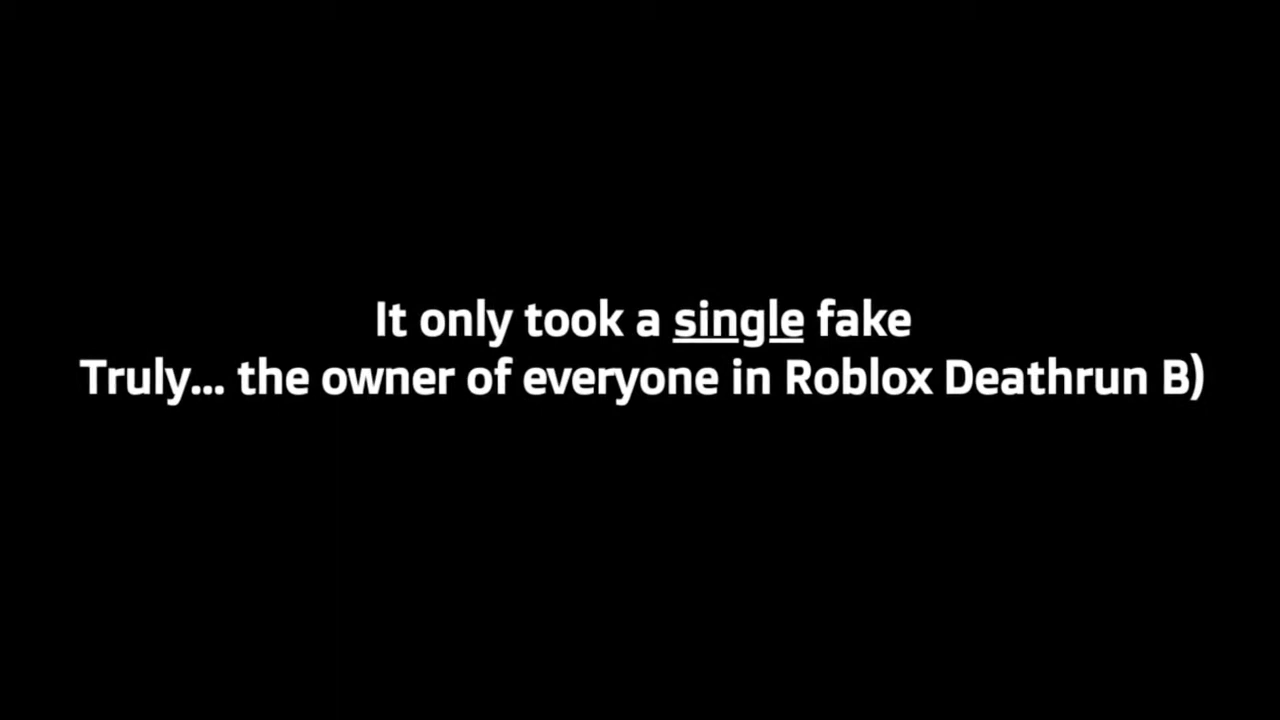 It only took a single fake
Truly... the owner of everyone in Roblox Deathrun B)